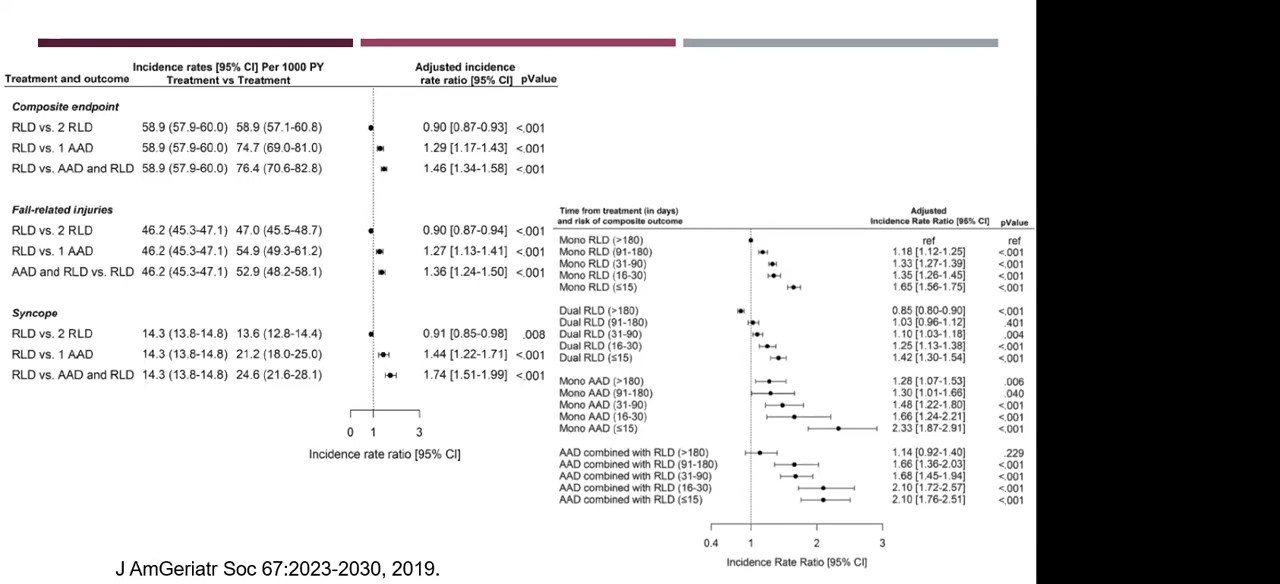 Incidence rates [95% CI] Per 1000 PY Adjusted incidence
Treatment and outcome Treatment vs Treatment rate ratio [95% CI] pValue
Composite endpoint
RLD vs. 2 RLD 58.9 (57.9-60.0) 58.9 (57.1-60.8) 0.90 [0.87-0.93] <.001
RLD vs. 1 AAD 58.9 (57.9-60.0) 74.7 (69.0-81.0) 1.29 [1.17-1.43] <.001
RLD vs. AAD and RLD 58.9 (57.9-60.0) 76.4 (70.6-82.8) 1.46 [1.34-1.58] <.001
Fall-related injuries
RLD vs. 2 RLD 46.2 (45.3-47.1) 47.0 (45.5-48.7) 0.90 [0.87-0.94] <.001
RLD vs. 1 AAD 46.2 (45.3-47.1) 54.9 (49.3-61.2) 1.27 [1.13-1.41] <.001
AAD and RLD vs. RLD 46.2 (45.3-47.1) 52.9 (48.2-58.1) 1.36 [1.24-1.50] <.001
Syncope
RLD vs. 2 RLD 14.3 (13.8-14.8) 13.6 (12.8-14.4) 0.91 [0.85-0.98] .008
RLD vs. 1 AAD 14.3 (13.8-14.8) 21.2 (18.0-25.0) 1.44 [1.22-1.71] <.001
RLD vs. AAD and RLD 14.3 (13.8-14.8) 24.6 (21.6-28.1) 1.74 [1.51-1.99] <.001
0 1 3
Incidence rate ratio [95% CI]
Time from treatment (in days) Adjusted
and risk of composite outcome Incidence Rate Ratio [95% CI] pValue
Mono RLD (>180) ref ref
Mono RLD (91-180) 1.18 [1.12-1.25] <.001
Mono RLD (31-90) 1.33 [1.27-1.39] <.001
Mono RLD (16-30) 1.35 [1.26-1.45] <.001
Mono RLD (≤15) 1.65 [1.56-1.75] <.001
Dual RLD (>180) 0.85 [0.80-0.90] <.001
Dual RLD (91-180) 1.03 [0.96-1.12] .401
Dual RLD (31-90) 1.10 [1.03-1.18] .004
Dual RLD (16-30) 1.25 [1.13-1.38] <.001
Dual RLD (≤15) 1.42 [1.30-1.54] <.001
Mono AAD (>180) 1.28 [1.07-1.53] .006
Mono AAD (91-180) 1.30 [1.01-1.66] .040
Mono AAD (31-90) 1.48 [1.22-1.80] <.001
Mono AAD (16-30) 1.66 [1.24-2.21] <.001
Mono AAD (≤15) 2.33 [1.87-2.91] <.001
AAD combined with RLD (>180) 1.14 [0.92-1.40] .229
AAD combined with RLD (91-180) 1.66 [1.36-2.03] <.001
AAD combined with RLD (31-90) 1.68 [1.45-1.94] <.001
AAD combined with RLD (16-30) 2.10 [1.72-2.57] <.001
AAD combined with RLD (≤15) 2.10 [1.76-2.51] <.001
0.4 1 2 3
Incidence Rate Ratio [95% CI]
J AmGeriatr Soc 67:2023-2030, 2019.